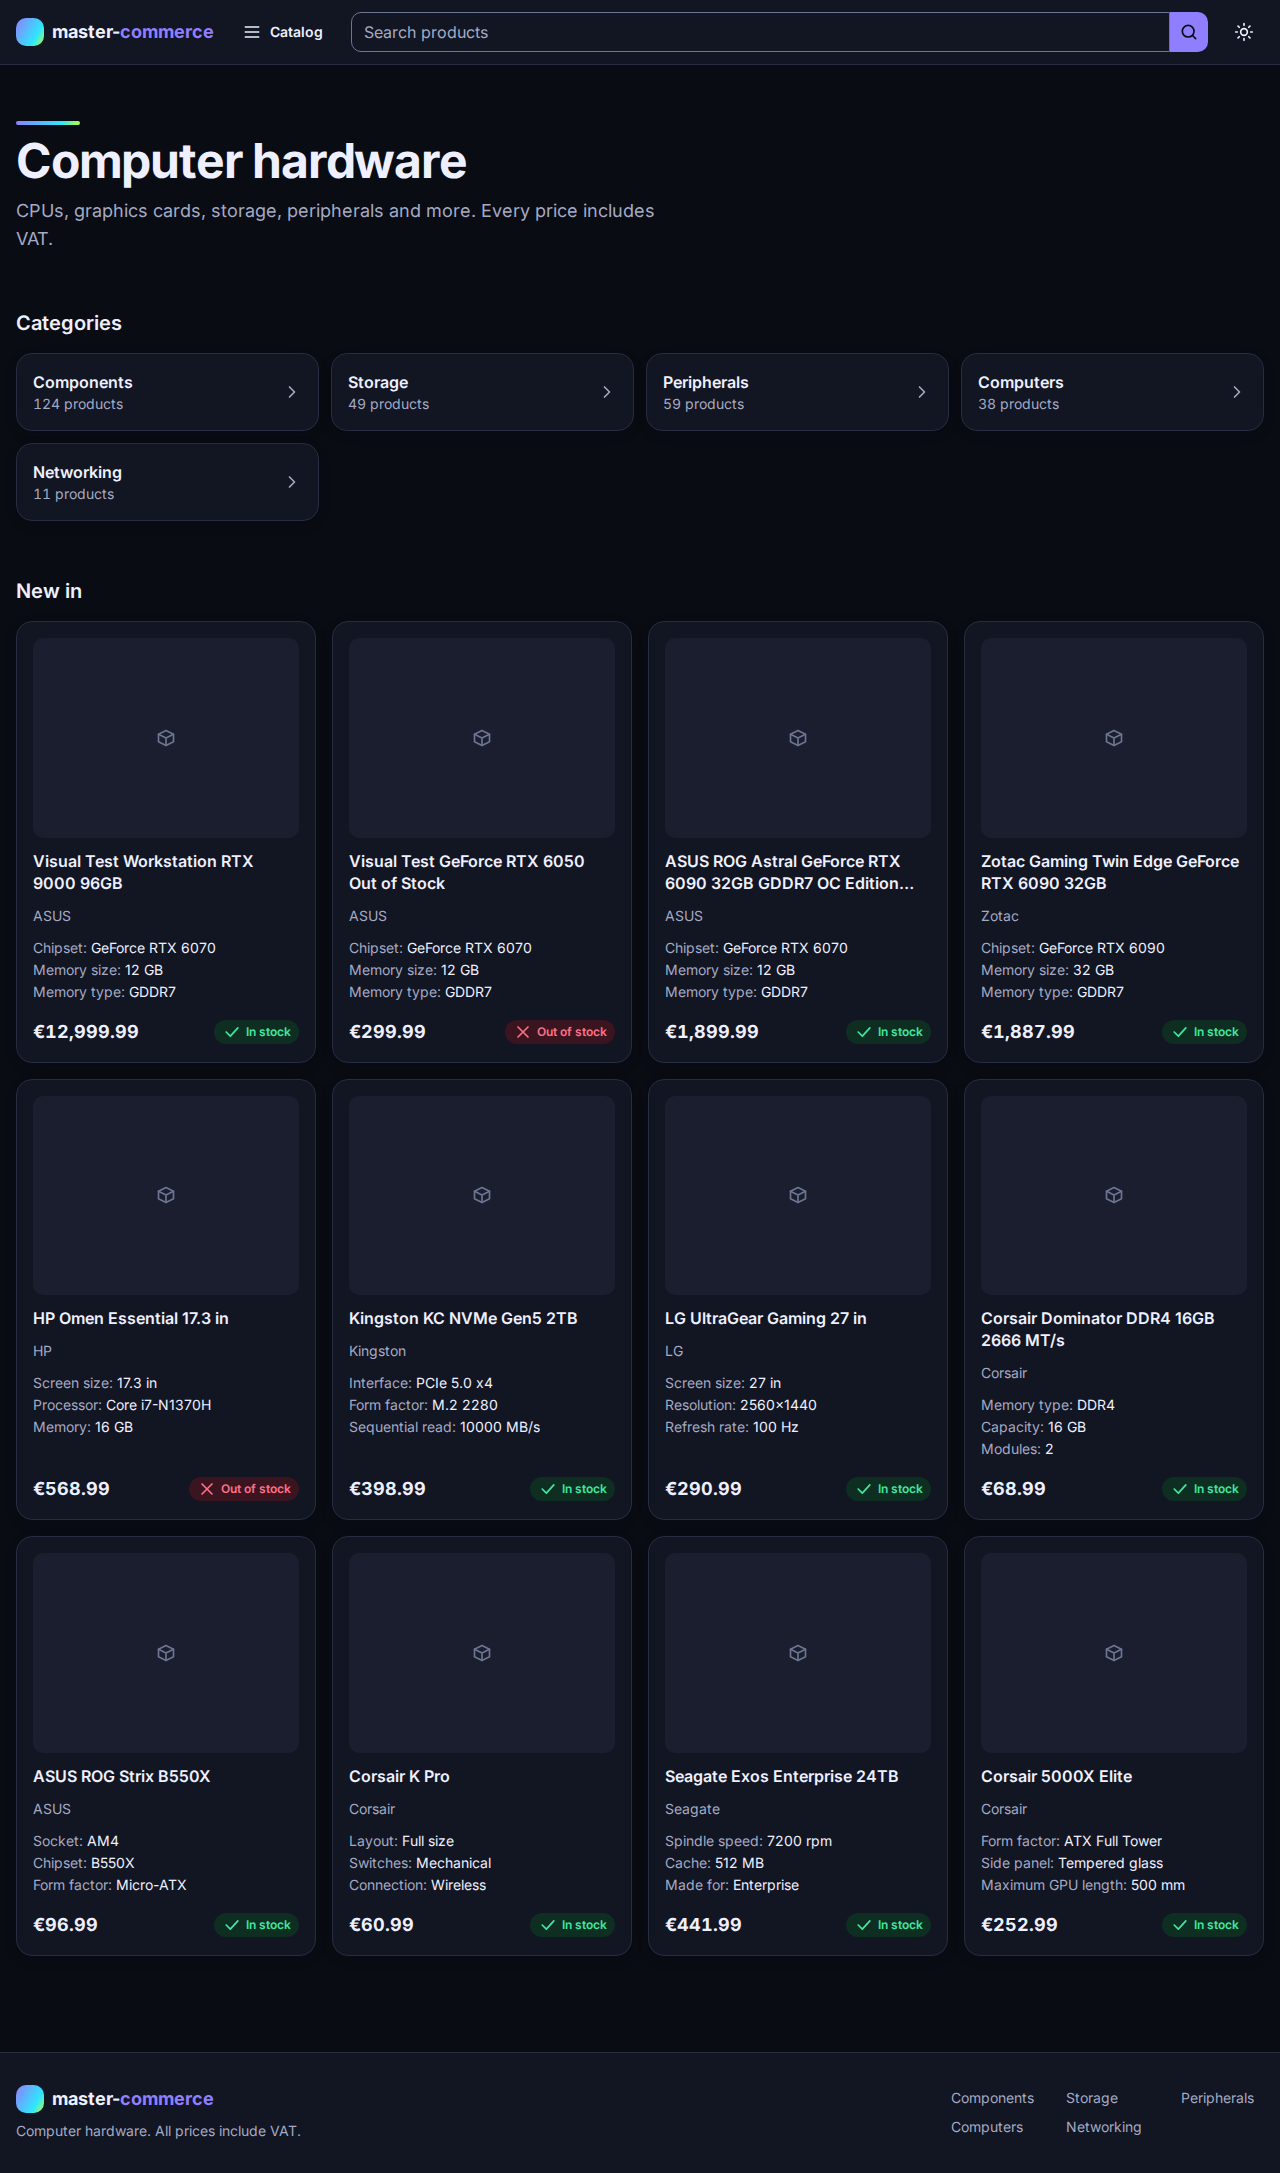 master-commerce
Catalog
Search products
Computer hardware
CPUs, graphics cards, storage, peripherals and more. Every price includes
VAT.
Categories
Components
124 products
Storage
49 products
Peripherals
59 products
Computers
38 products
Networking
11 products
New in
Visual Test Workstation RTX
9000 96GB
ASUS
Chipset: GeForce RTX 6070
Memory size: 12 GB
Memory type: GDDR7
€12,999.99
In stock
Visual Test GeForce RTX 6050
Out of Stock
ASUS
Chipset: GeForce RTX 6070
Memory size: 12 GB
Memory type: GDDR7
€299.99
Out of stock
ASUS ROG Astral GeForce RTX
6090 32GB GDDR7 OC Edition...
ASUS
Chipset: GeForce RTX 6070
Memory size: 12 GB
Memory type: GDDR7
€1,899.99
In stock
Zotac Gaming Twin Edge GeForce
RTX 6090 32GB
Zotac
Chipset: GeForce RTX 6090
Memory size: 32 GB
Memory type: GDDR7
€1,887.99
In stock
HP Omen Essential 17.3 in
HP
Screen size: 17.3 in
Processor: Core i7-N1370H
Memory: 16 GB
€568.99
Out of stock
Kingston KC NVMe Gen5 2TB
Kingston
Interface: PCIe 5.0 x4
Form factor: M.2 2280
Sequential read: 10000 MB/s
€398.99
In stock
LG UltraGear Gaming 27 in
LG
Screen size: 27 in
Resolution: 2560×1440
Refresh rate: 100 Hz
€290.99
In stock
Corsair Dominator DDR4 16GB
2666 MT/s
Corsair
Memory type: DDR4
Capacity: 16 GB
Modules: 2
€68.99
In stock
ASUS ROG Strix B550X
ASUS
Socket: AM4
Chipset: B550X
Form factor: Micro-ATX
€96.99
In stock
Corsair K Pro
Corsair
Layout: Full size
Switches: Mechanical
Connection: Wireless
€60.99
In stock
Seagate Exos Enterprise 24TB
Seagate
Spindle speed: 7200 rpm
Cache: 512 MB
Made for: Enterprise
€441.99
In stock
Corsair 5000X Elite
Corsair
Form factor: ATX Full Tower
Side panel: Tempered glass
Maximum GPU length: 500 mm
€252.99
In stock
master-commerce
Computer hardware. All prices include VAT.
Components
Storage
Peripherals
Computers
Networking